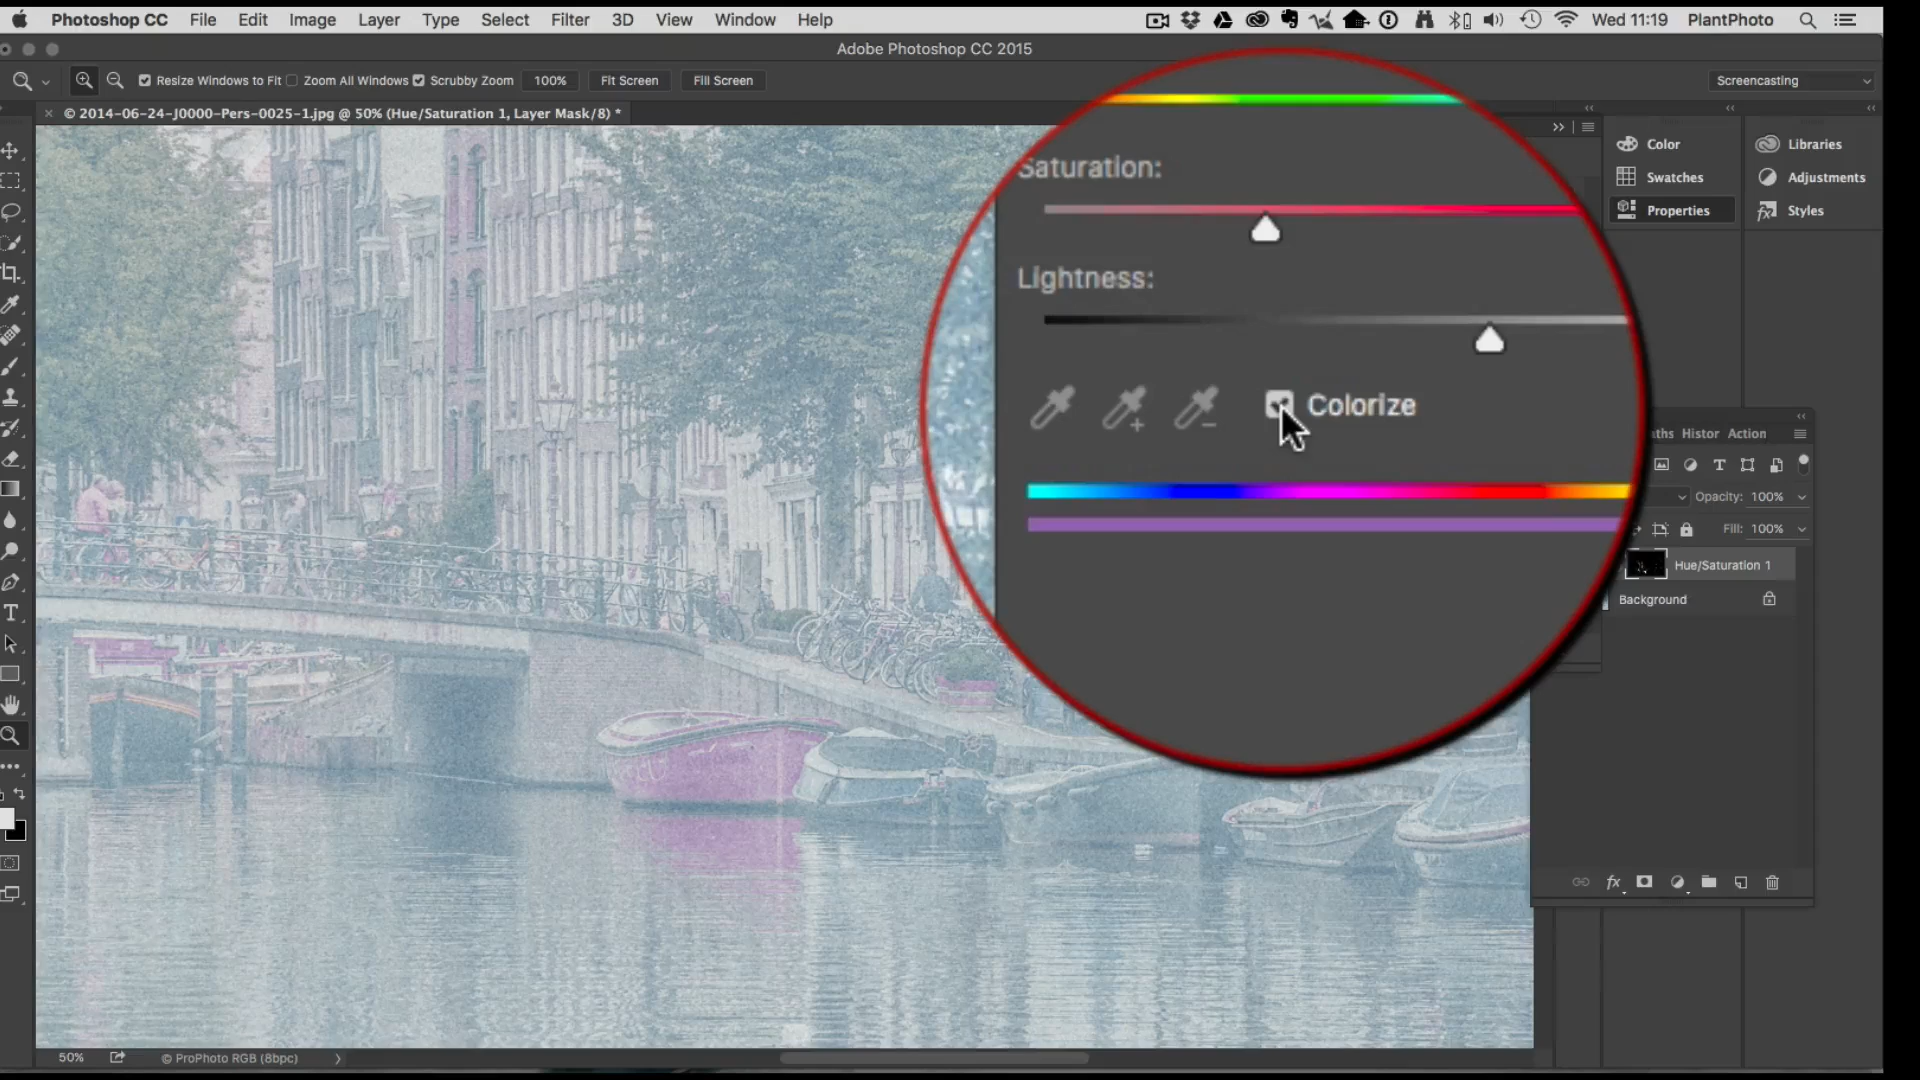 Photoshop CC File Edit Image Layer Type Select Filter 3D View Window Help Wed 11:19 PlantPhoto
Adobe Photoshop CC 2015
Resize Windows to Fit Zoom All Windows Scrubby Zoom 100% Fit Screen Fill Screen Screencasting
© 2014-06-24-J0000-Pers-0025-1.jpg @ 50% (Hue/Saturation 1, Layer Mask/8) *
Color Libraries
Swatches Adjustments
Properties Styles
Saturation:
Lightness:
Colorize
aths Histor Action
Opacity: 100%
Fill: 100%
Hue/Saturation 1
Background
50% © ProPhoto RGB (8bpc)